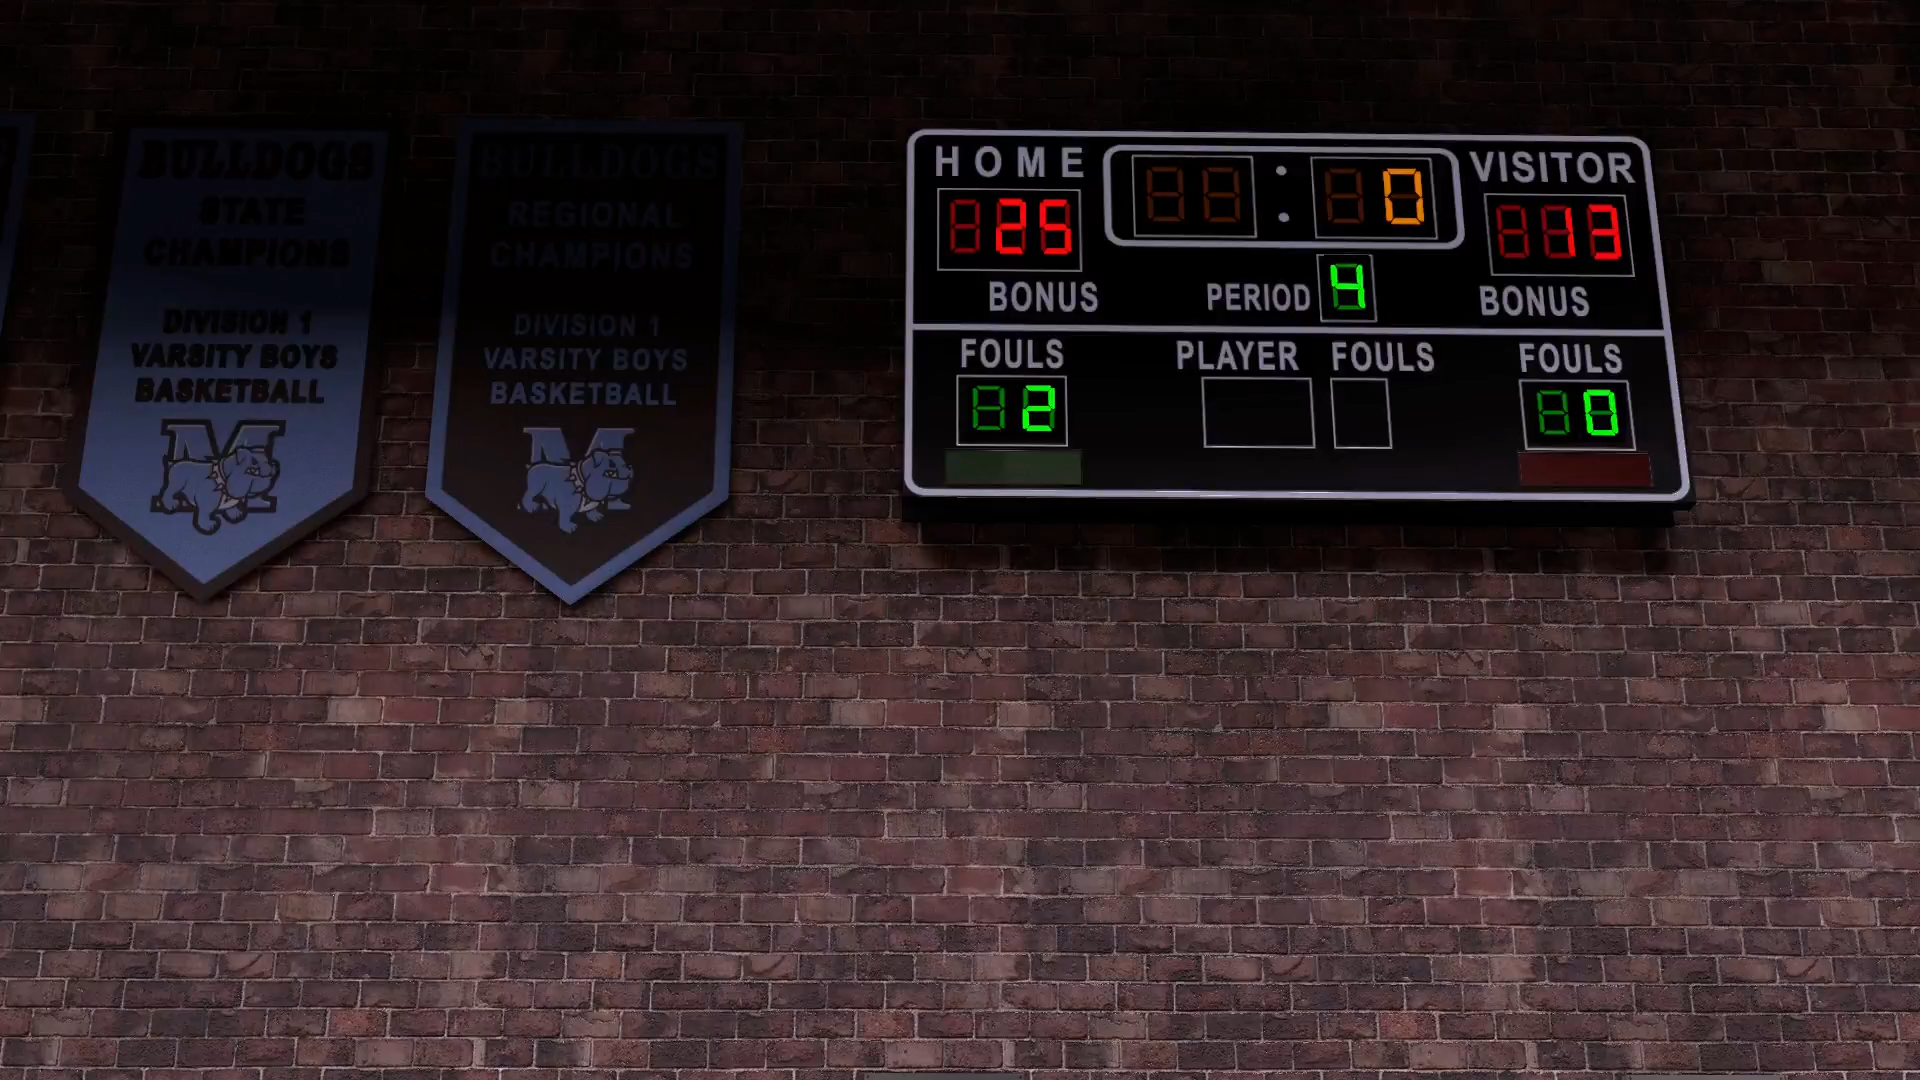 BULLDOGS
STATE
CHAMPIONS
DIVISION 1
VARSITY BOYS
BASKETBALL
M
BULLDOGS
REGIONAL
CHAMPIONS
DIVISION 1
VARSITY BOYS
BASKETBALL
M
HOME : 0 VISITOR
25 13
BONUS PERIOD 4 BONUS
FOULS PLAYER FOULS FOULS
2 0